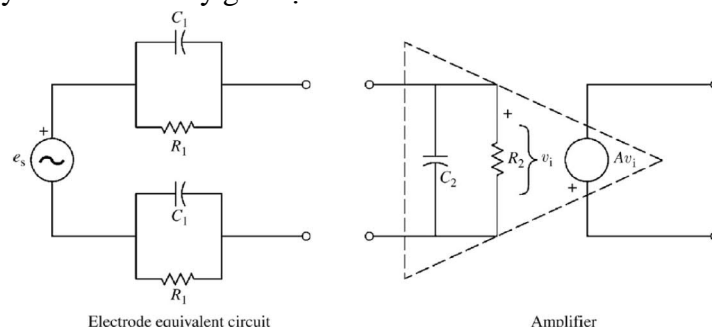 C₁
R₁
+
eₛ
C₁
R₁
C₂
R₂
+
vᵢ
Avᵢ
+
Electrode equivalent circuit
Amplifier